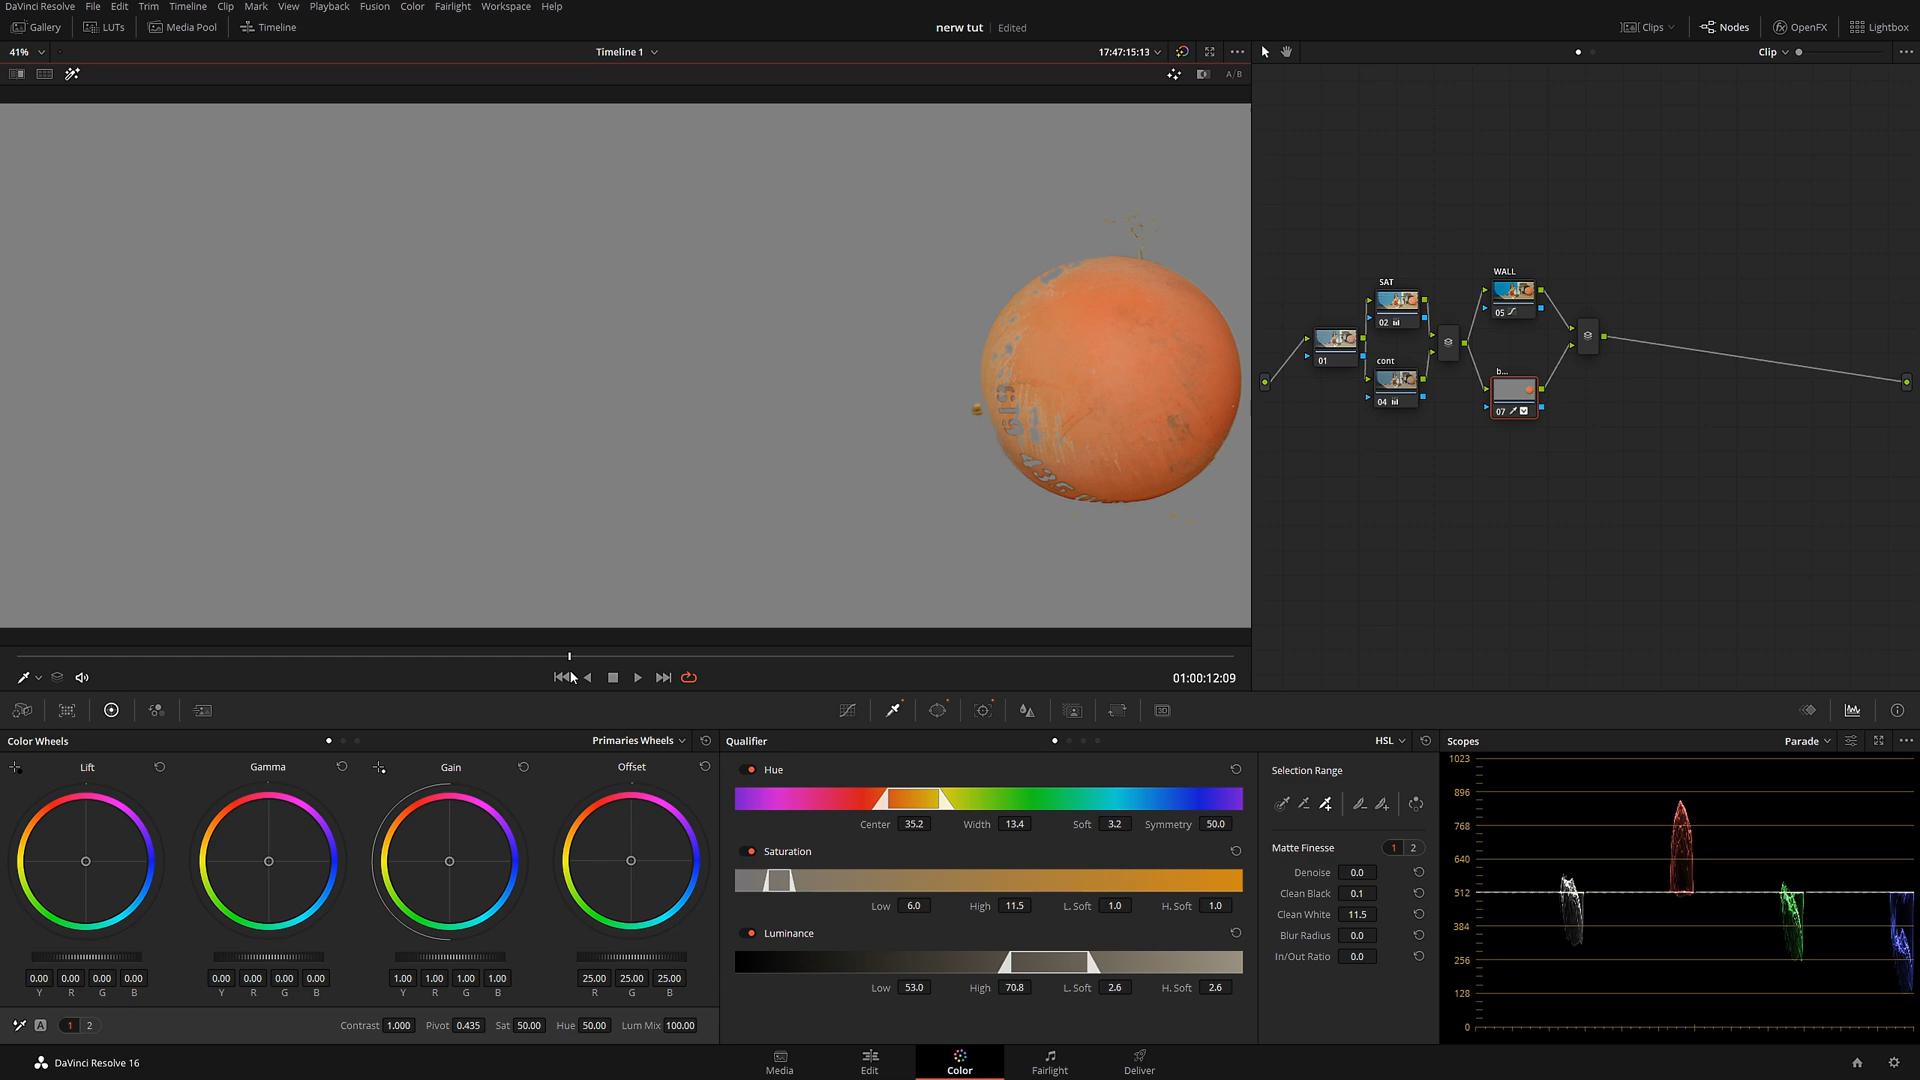 DaVinci Resolve File Edit Trim Timeline Clip Mark View Playback Fusion Color Fairlight Workspace Help
Gallery LUTs Media Pool Timeline nerw tut Edited Clips Nodes OpenFX Lightbox
41% Timeline 1 17:47:15:13 Clip
A/B
WALL
SAT
05
02
01
cont
b...
04
07
01:00:12:09
Color Wheels Primaries Wheels Qualifier HSL Scopes Parade
Lift Gamma Gain Offset
Hue
Center 35.2 Width 13.4 Soft 3.2 Symmetry 50.0
Saturation
Low 6.0 High 11.5 L. Soft 1.0 H. Soft 1.0
Luminance
Low 53.0 High 70.8 L. Soft 2.6 H. Soft 2.6
Selection Range
Matte Finesse 1 2
Denoise 0.0
Clean Black 0.1
Clean White 11.5
Blur Radius 0.0
In/Out Ratio 0.0
1023
896
768
640
512
384
256
128
0
0.00 0.00 0.00 0.00 0.00 0.00 0.00 0.00 1.00 1.00 1.00 1.00 25.00 25.00 25.00
Y R G B Y R G B Y R G B R G B
A 1 2 Contrast 1.000 Pivot 0.435 Sat 50.00 Hue 50.00 Lum Mix 100.00
DaVinci Resolve 16 Media Edit Color Fairlight Deliver